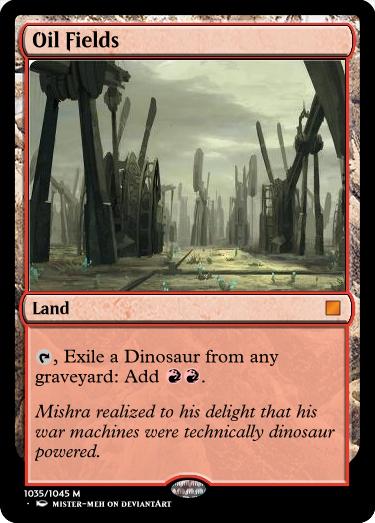 Oil Fields
Land
, Exile a Dinosaur from any
graveyard: Add .
Mishra realized to his delight that his
war machines were technically dinosaur
powered.
1035/1045 M
· MISTER-MEH ON DEVIANTART